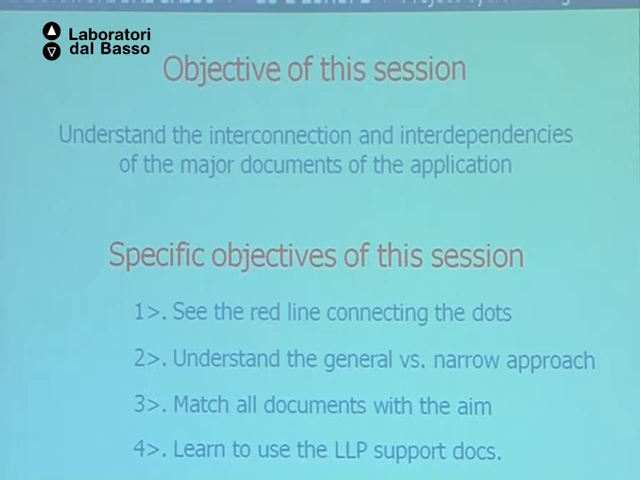 Laboratori
dal Basso
Objective of this session
Understand the interconnection and interdependencies
of the major documents of the application
Specific objectives of this session
1>. See the red line connecting the dots
2>. Understand the general vs. narrow approach
3>. Match all documents with the aim
4>. Learn to use the LLP support docs.